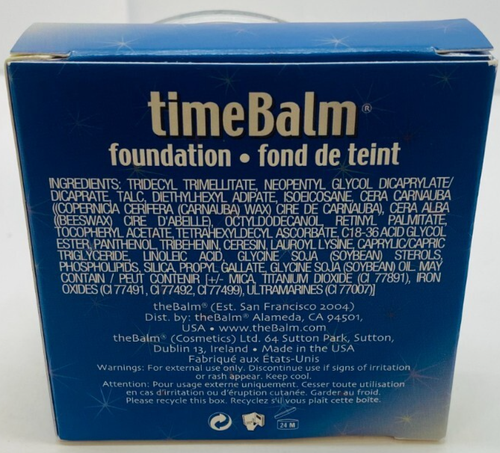 timeBalm®
foundation • fond de teint
INGREDIENTS: TRIDECYL TRIMELLITATE, NEOPENTYL GLYCOL DICAPRYLATE/
DICAPRATE, TALC, DIETHYLHEXYL ADIPATE, ISOEICOSANE, CERA CARNAUBA
((COPERNICIA CERIFERA (CARNAUBA) WAX( CIRE DE CARNAUBA), CERA ALBA
(BEESWAX) CIRE D'ABEILLE), OCTYLDODECANOL, RETINYL PALMITATE,
TOCOPHERYL ACETATE, TETRAHEXYLDECYL ASCORBATE, C18-36 ACID GLYCOL
ESTER, PANTHENOL, TRIBEHENIN, CERESIN, LAUROYL LYSINE, CAPRYLIC/CAPRIC
TRIGLYCERIDE, LINOLEIC ACID, GLYCINE SOJA (SOYBEAN) STEROLS,
PHOSPHOLIPIDS, SILICA, PROPYL GALLATE, GLYCINE SOJA (SOYBEAN) OIL. MAY
CONTAIN / PEUT CONTENIR [+/- MICA, TITANIUM DIOXIDE (CI 77891), IRON
OXIDES (CI 77491, CI 77492, CI 77499), ULTRAMARINES (CI 77007)]
theBalm® (Est. San Francisco 2004)
Dist. by: theBalm® Alameda, CA 94501,
USA • www.theBalm.com
theBalm® (Cosmetics) Ltd. 64 Sutton Park, Sutton,
Dublin 13, Ireland • Made in the USA
Fabriqué aux États-Unis
Warnings: For external use only. Discontinue use if signs of irritation
or rash appear. Keep cool.
Attention: Pour usage externe uniquement. Cesser toute utilisation
en cas d'irritation ou d'éruption cutanée. Garder au froid.
Please recycle this box. Recyclez s'il vous plaît cette boîte.
24 M